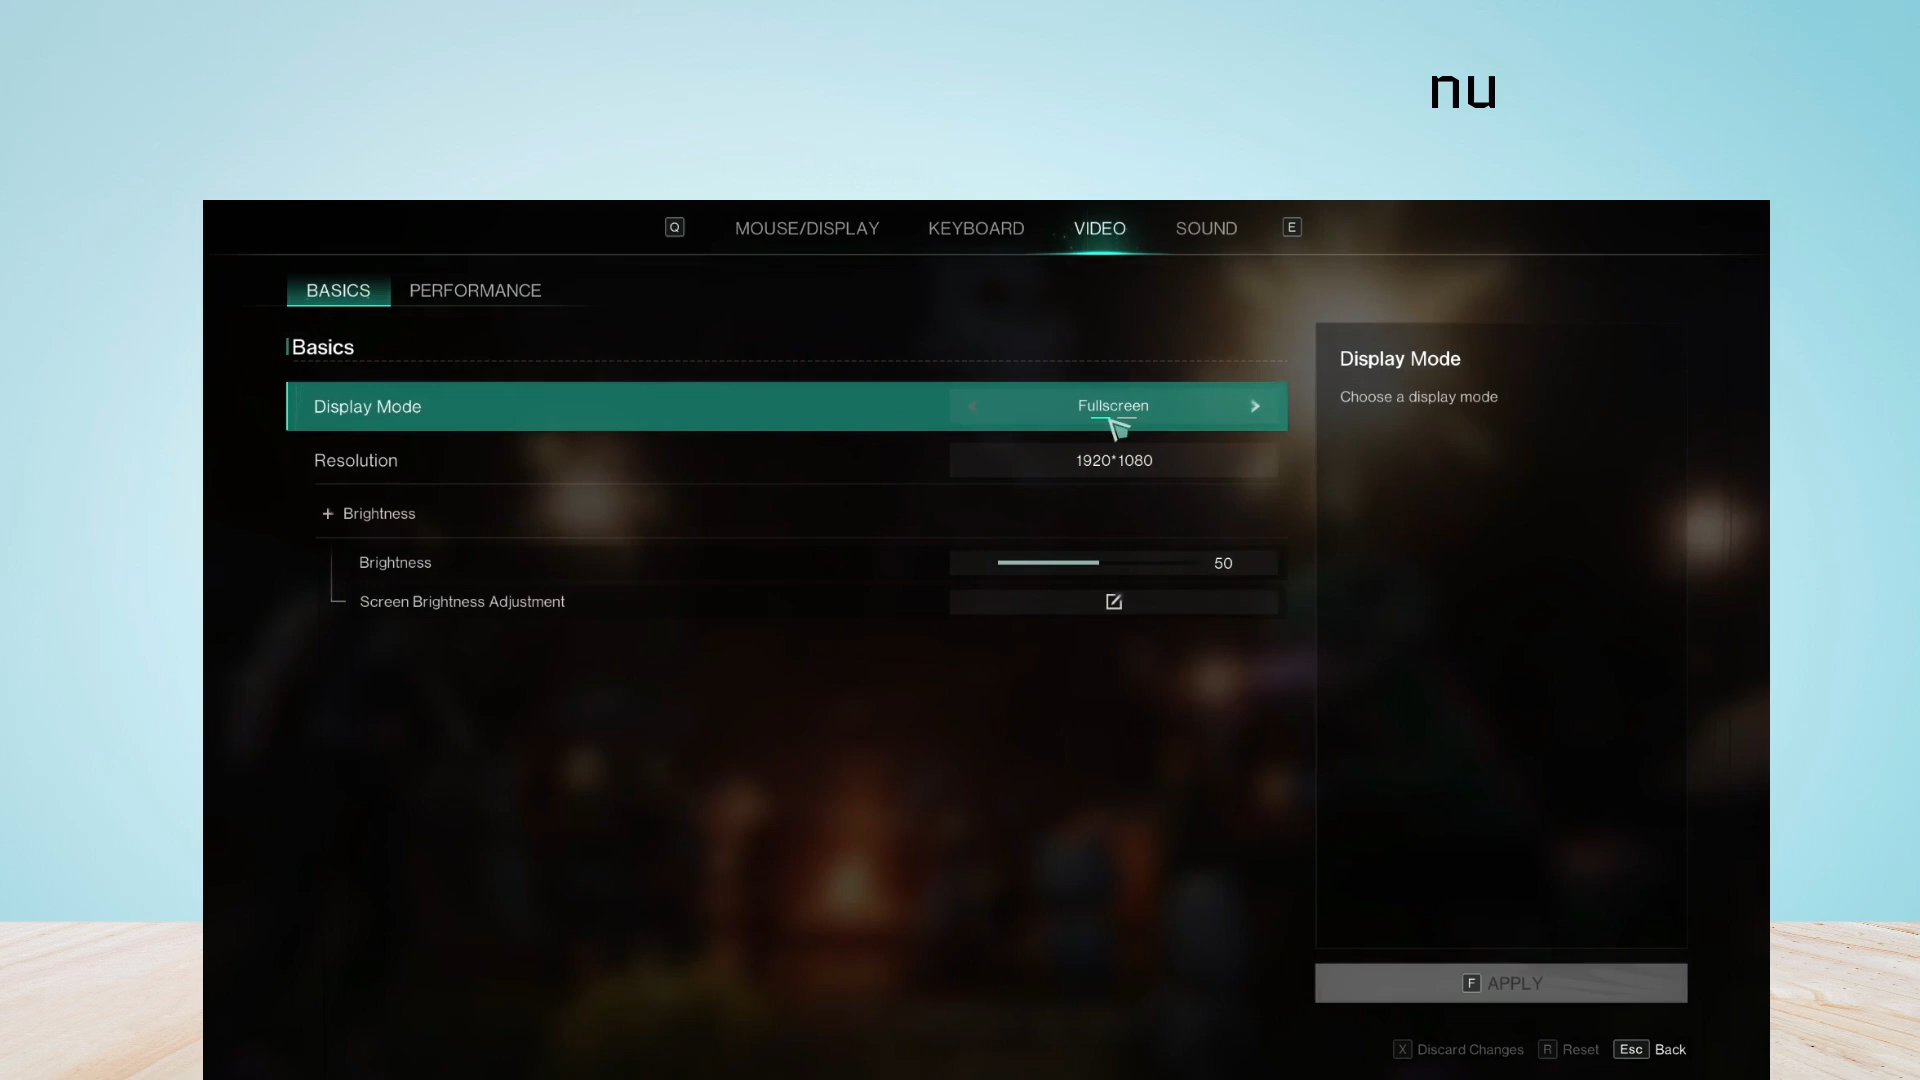 nu
Q MOUSE/DISPLAY KEYBOARD VIDEO SOUND E
BASICS PERFORMANCE
Basics
Display Mode Fullscreen
Resolution 1920*1080
+ Brightness
Brightness 50
Screen Brightness Adjustment
Display Mode
Choose a display mode
F APPLY
X Discard Changes R Reset Esc Back